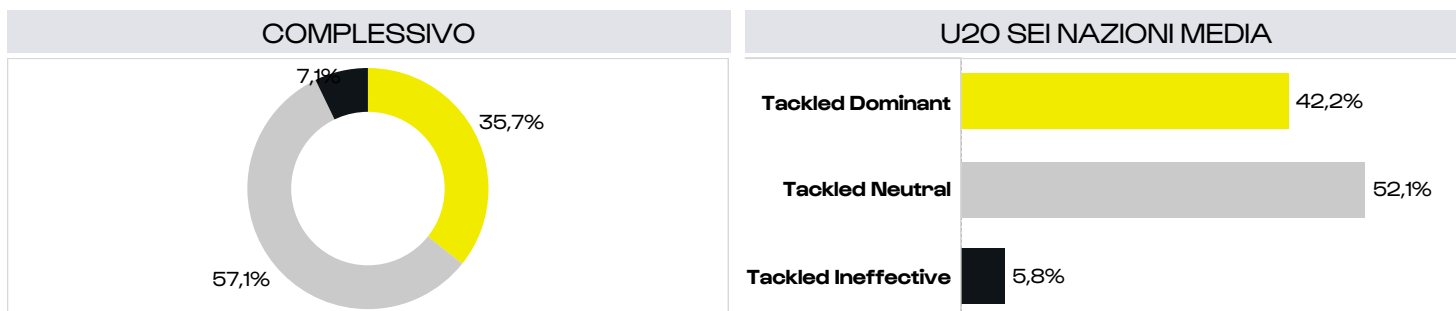 COMPLESSIVO
7,1%
35,7%
57,1%
U20 SEI NAZIONI MEDIA
Tackled Dominant 42,2%
Tackled Neutral 52,1%
Tackled Ineffective 5,8%